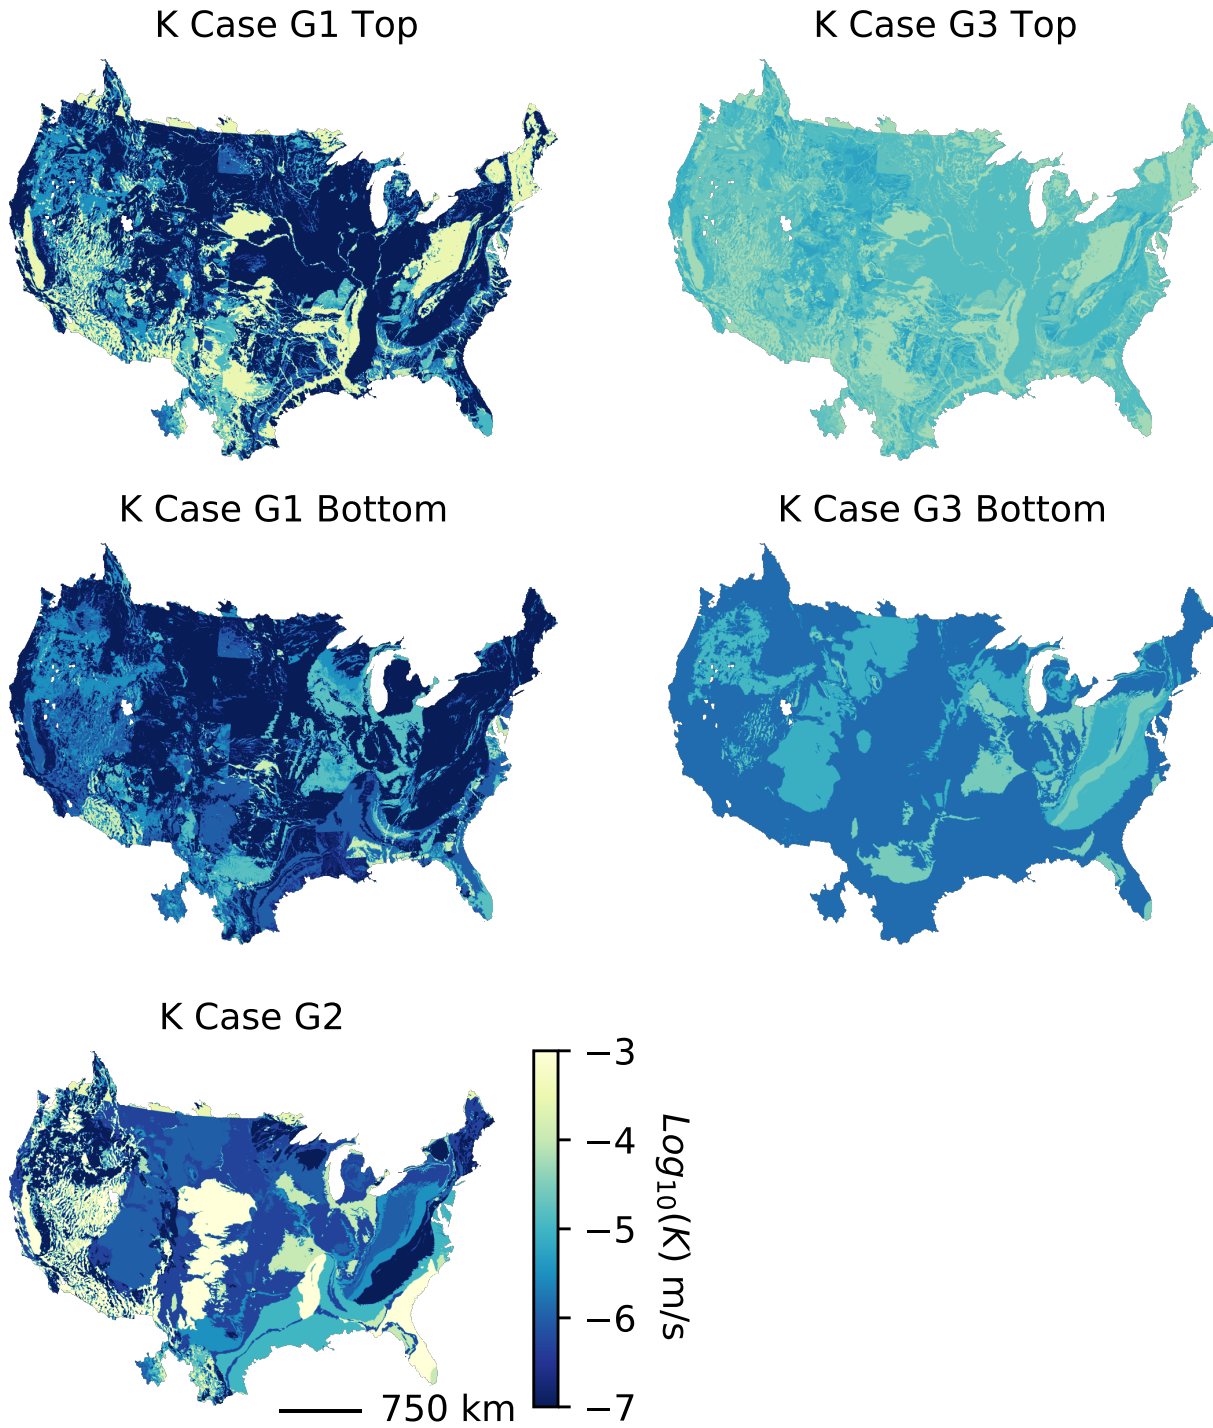 K Case G1 Top
K Case G3 Top
K Case G1 Bottom
K Case G3 Bottom
K Case G2
−3
−4
−5
−6
−7
Log₁₀(K) m/s
750 km